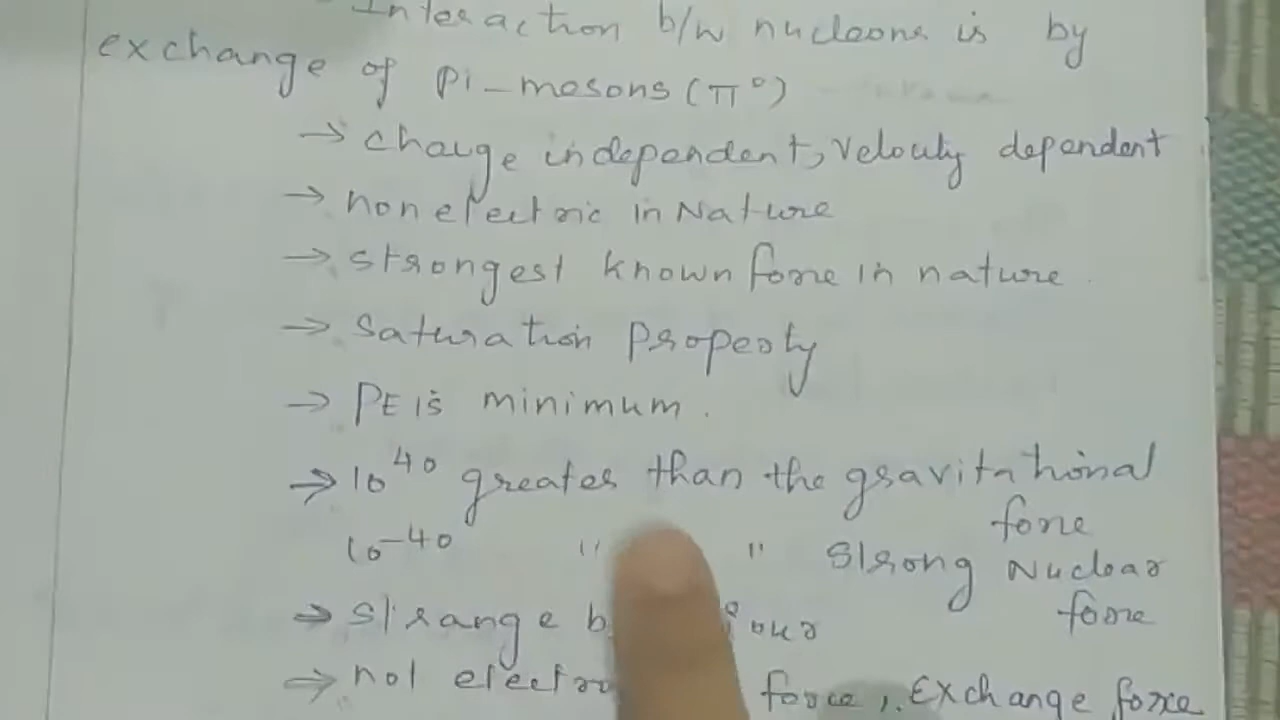 Interaction b/w nucleons is by
exchange of Pi-mesons (π°)
→ charge independent, velocity dependent
→ non electric in Nature
→ strongest known force in nature
→ saturation property
→ PE is minimum.
→ 10^40 greater than the gravitational force
10^-40 " " strong Nuclear force
→ strange
→ not force, Exchange force